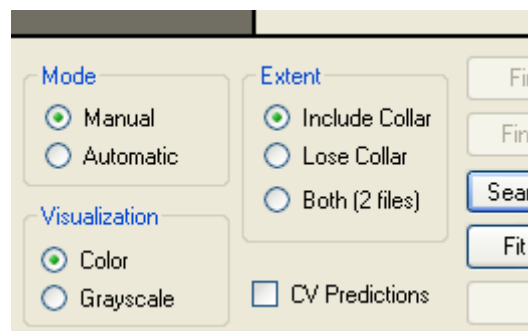 Mode
Manual
Automatic
Visualization
Color
Grayscale
Extent
Include Collar
Lose Collar
Both (2 files)
CV Predictions
Fit